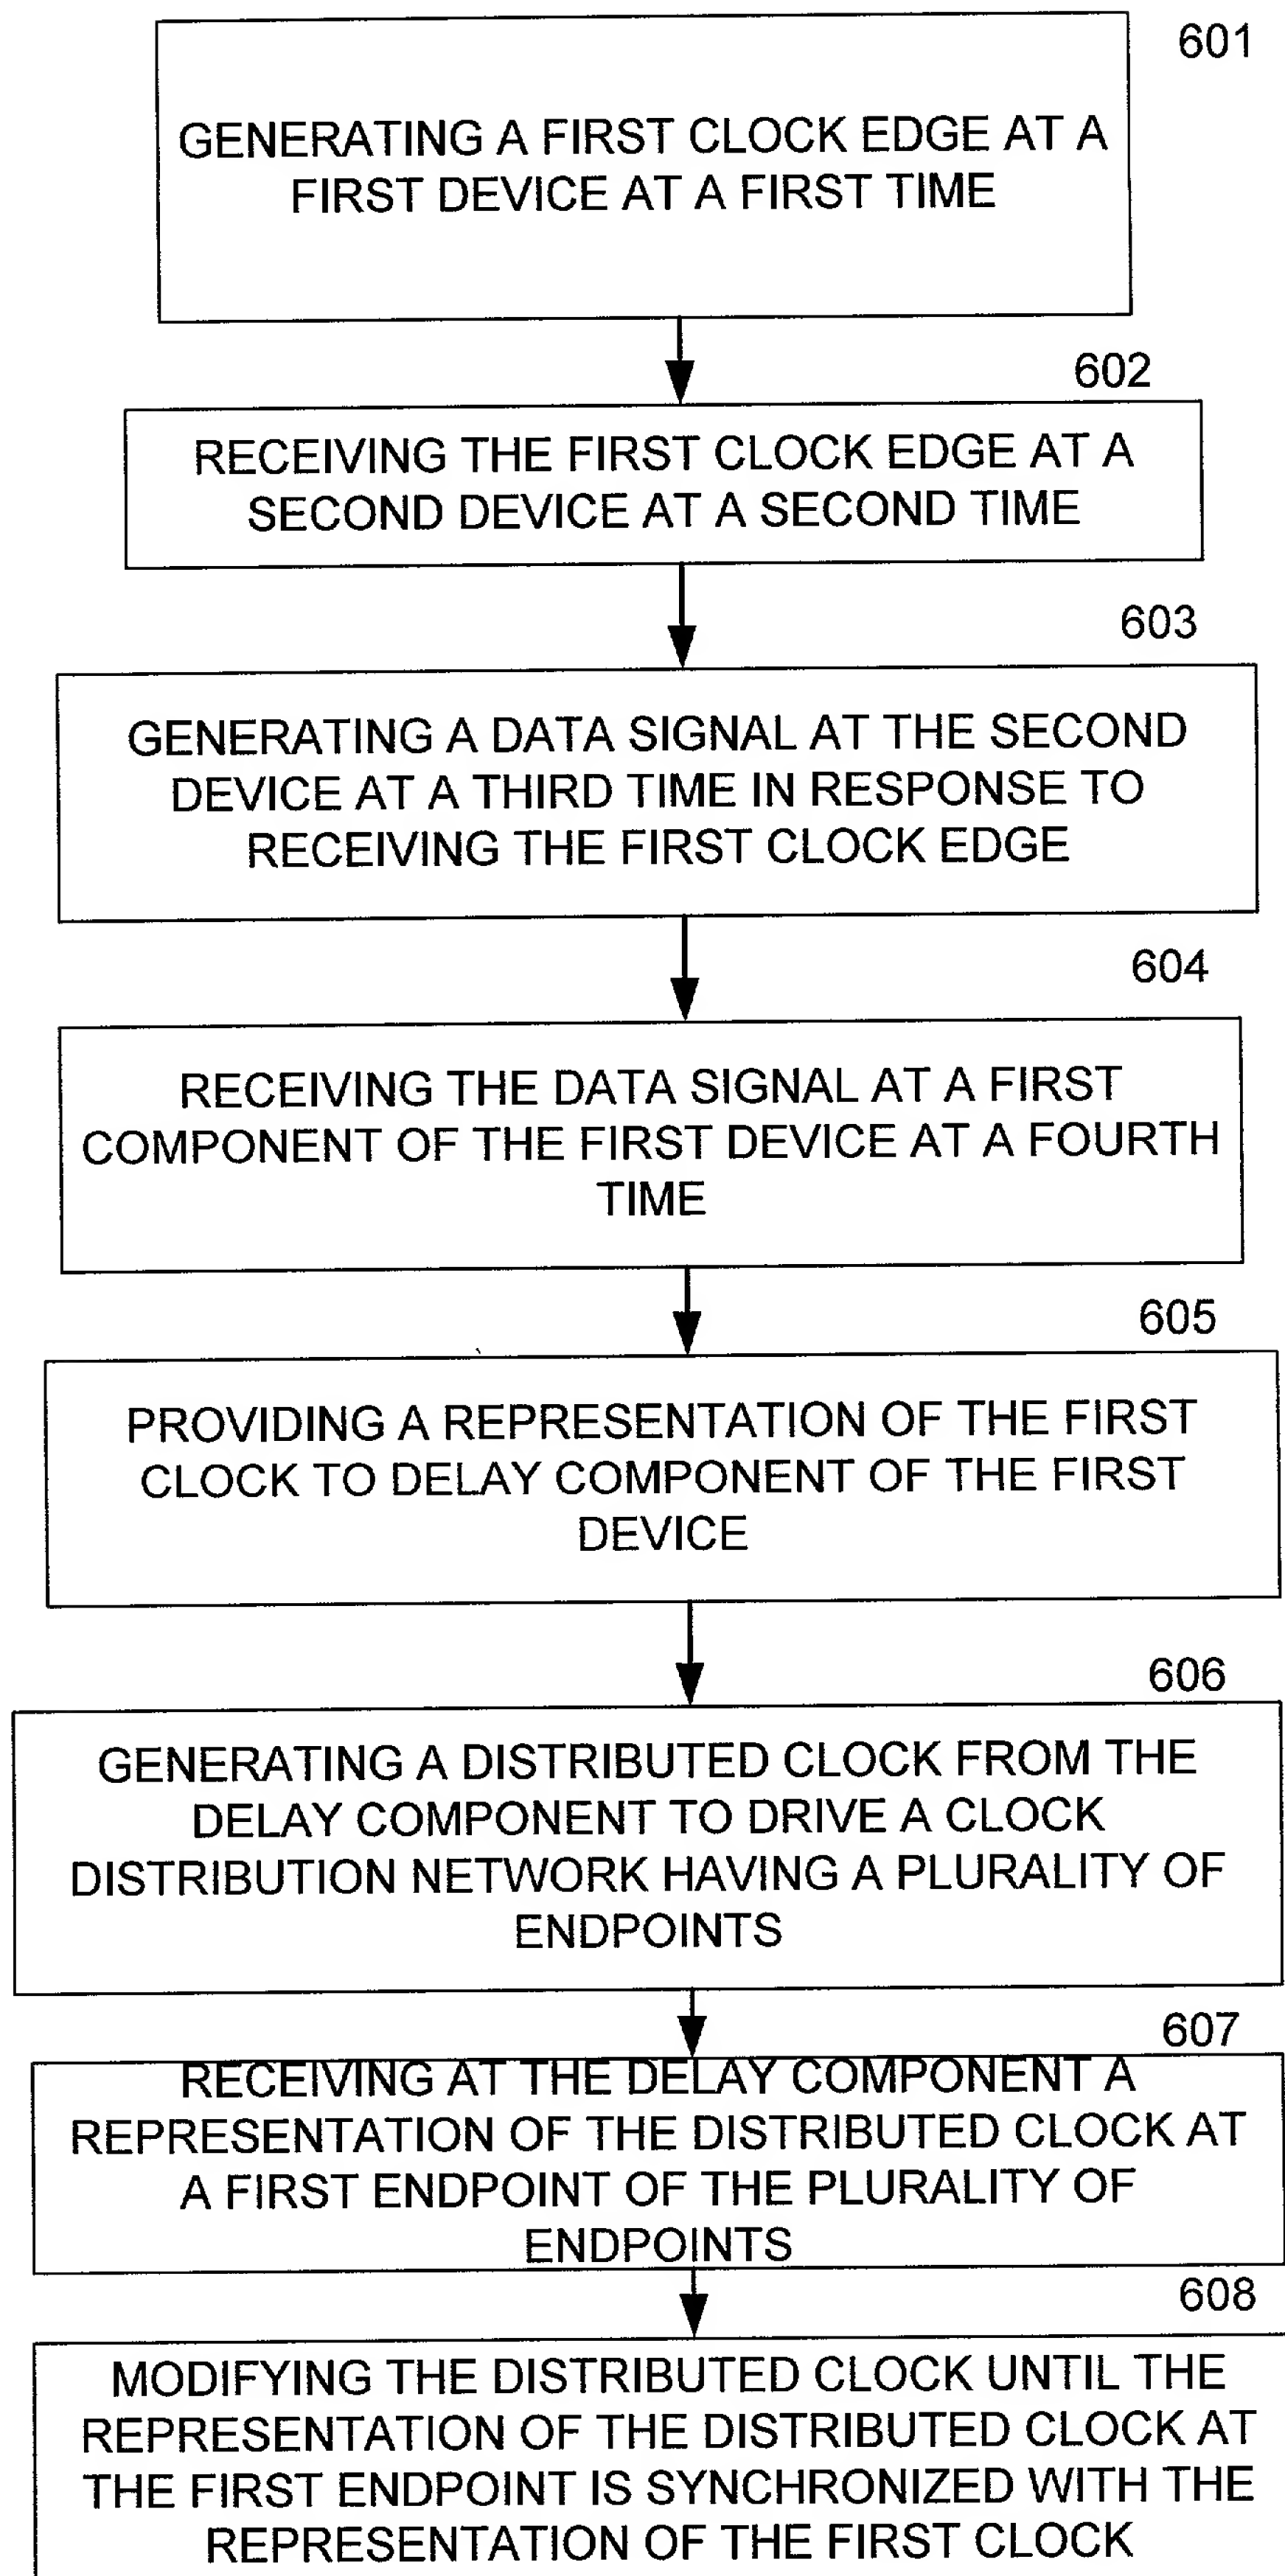 601
GENERATING A FIRST CLOCK EDGE AT A
FIRST DEVICE AT A FIRST TIME
602
RECEIVING THE FIRST CLOCK EDGE AT A
SECOND DEVICE AT A SECOND TIME
603
GENERATING A DATA SIGNAL AT THE SECOND
DEVICE AT A THIRD TIME IN RESPONSE TO
RECEIVING THE FIRST CLOCK EDGE
604
RECEIVING THE DATA SIGNAL AT A FIRST
COMPONENT OF THE FIRST DEVICE AT A FOURTH
TIME
605
PROVIDING A REPRESENTATION OF THE FIRST
CLOCK TO DELAY COMPONENT OF THE FIRST
DEVICE
606
GENERATING A DISTRIBUTED CLOCK FROM THE
DELAY COMPONENT TO DRIVE A CLOCK
DISTRIBUTION NETWORK HAVING A PLURALITY OF
ENDPOINTS
607
RECEIVING AT THE DELAY COMPONENT A
REPRESENTATION OF THE DISTRIBUTED CLOCK AT
A FIRST ENDPOINT OF THE PLURALITY OF
ENDPOINTS
608
MODIFYING THE DISTRIBUTED CLOCK UNTIL THE
REPRESENTATION OF THE DISTRIBUTED CLOCK AT
THE FIRST ENDPOINT IS SYNCHRONIZED WITH THE
REPRESENTATION OF THE FIRST CLOCK